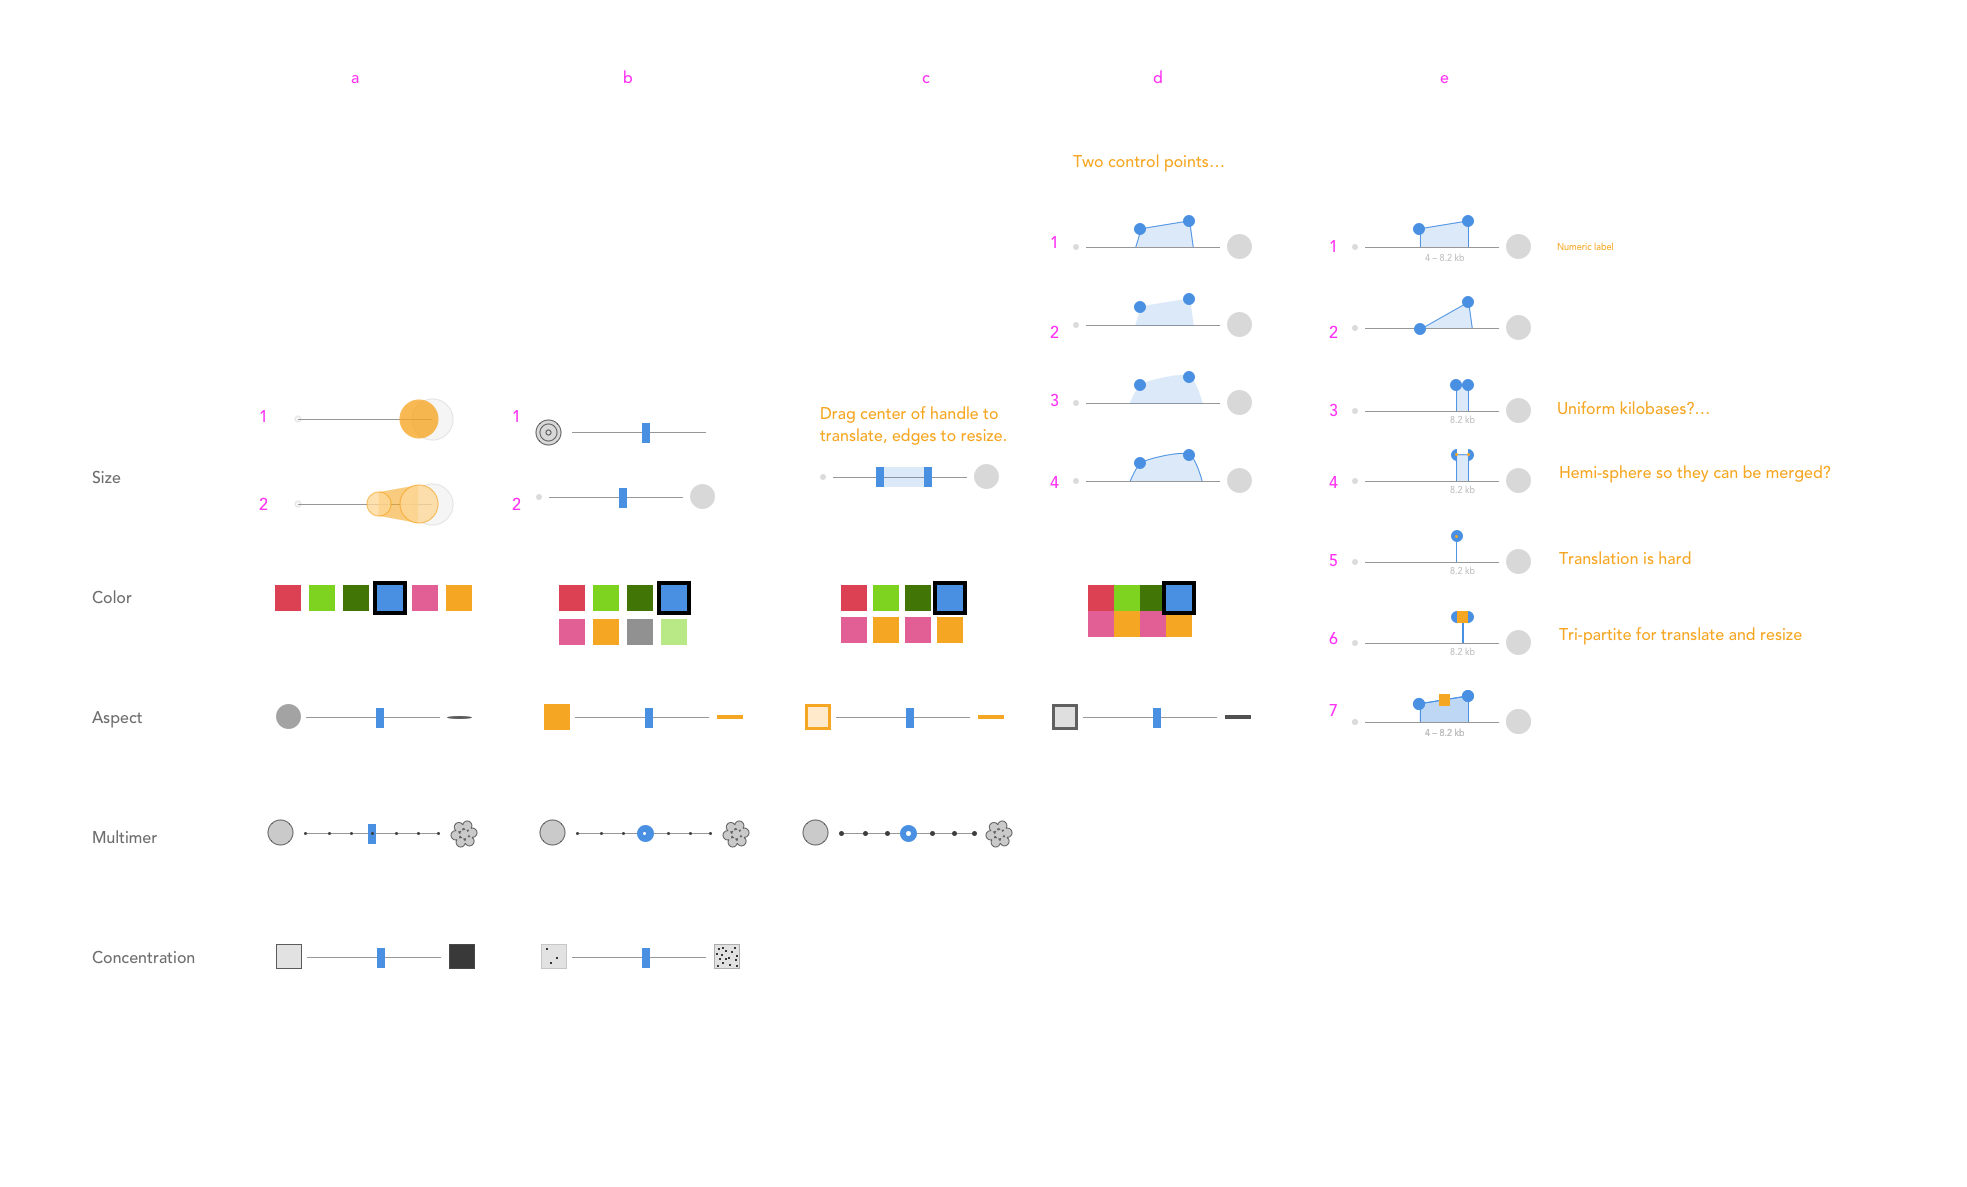 a
b
c
d
e
Two control points...
1
1
4 – 8.2 kb
Numeric label
2
2
3
3
8.2 kb
Uniform kilobases?...
Size
1
2
1
2
Drag center of handle to
translate, edges to resize.
4
4
8.2 kb
Hemi-sphere so they can be merged?
5
8.2 kb
Translation is hard
Color
6
8.2 kb
Tri-partite for translate and resize
Aspect
7
4 – 8.2 kb
Multimer
Concentration